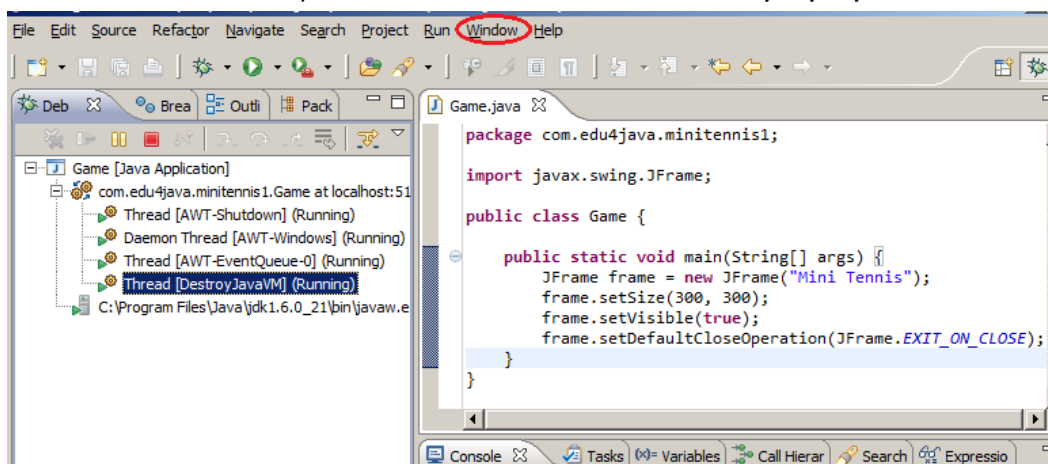 File Edit Source Refactor Navigate Search Project Run Window Help
Deb Brea Outli Pack
Game [Java Application]
com.edu4java.minitennis1.Game at localhost:51
Thread [AWT-Shutdown] (Running)
Daemon Thread [AWT-Windows] (Running)
Thread [AWT-EventQueue-0] (Running)
Thread [DestroyJavaVM] (Running)
C:\Program Files\Java\jdk1.6.0_21\bin\javaw.e
Game.java
package com.edu4java.minitennis1;
import javax.swing.JFrame;
public class Game {
public static void main(String[] args) {
JFrame frame = new JFrame("Mini Tennis");
frame.setSize(300, 300);
frame.setVisible(true);
frame.setDefaultCloseOperation(JFrame.EXIT_ON_CLOSE);
}
}
Console Tasks (x)= Variables Call Hierar Search Expressio